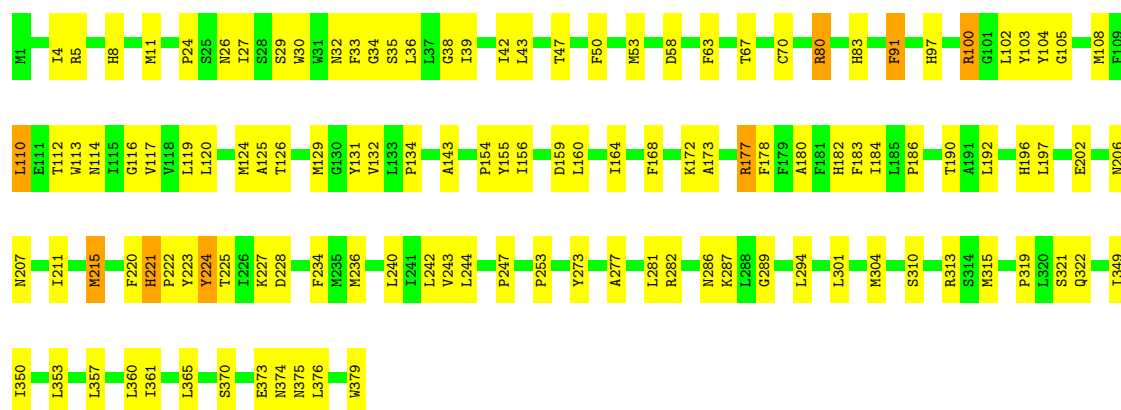 M1 I4 R5 H8 M11 P24 S25 N26 I27 S28 S29 W30 W31 N32 F33 G34 S35 L36 L37 G38 I39 I42 L43 T47 F50 M53 D58 F63 T67 C70 R80 H83 F91 H97 R100 G101 L102 Y103 Y104 G105 M108 E109
L110 E111 T112 W113 N114 I115 G116 V117 V118 L119 L120 M124 A125 T126 M129 G130 Y131 V132 L133 P134 A143 P154 Y155 I156 D159 L160 I164 F168 K172 A173 R177 F178 F179 A180 F181 H182 F183 I184 L185 P186 T190 A191 L192 H196 L197 E202 N206
N207 I211 M215 F220 H221 P222 Y223 Y224 T225 I226 K227 D228 F234 M235 M236 L240 I241 L242 V243 L244 P247 P253 Y273 A277 L281 R282 N286 K287 L288 G289 L294 L301 M304 S310 R313 S314 M315 P319 L320 S321 Q322 I349
I350 L353 L357 L360 I361 L365 S370 E373 N374 N375 L376 W379